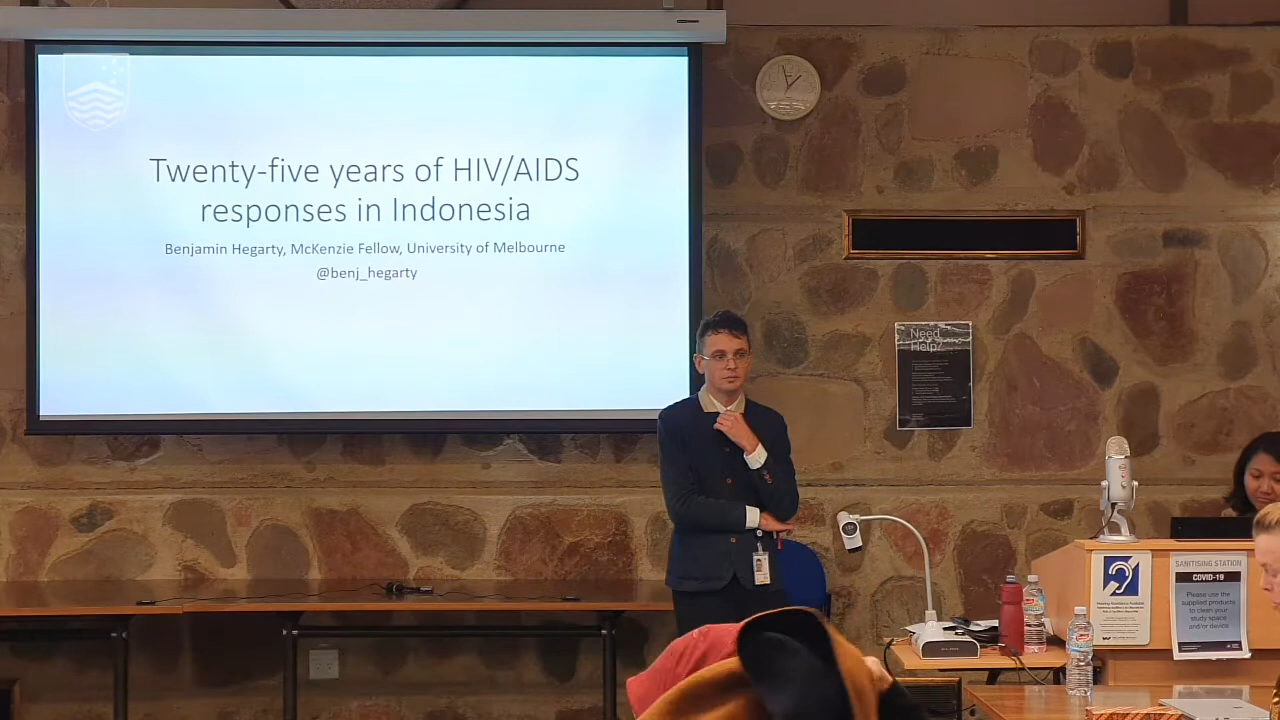 Twenty-five years of HIV/AIDS
responses in Indonesia
Benjamin Hegarty, McKenzie Fellow, University of Melbourne
@benj_hegarty
Need
Help?
SANITISING STATION
COVID-19
Please use the
supplied products
to clean your
study space
and/or device